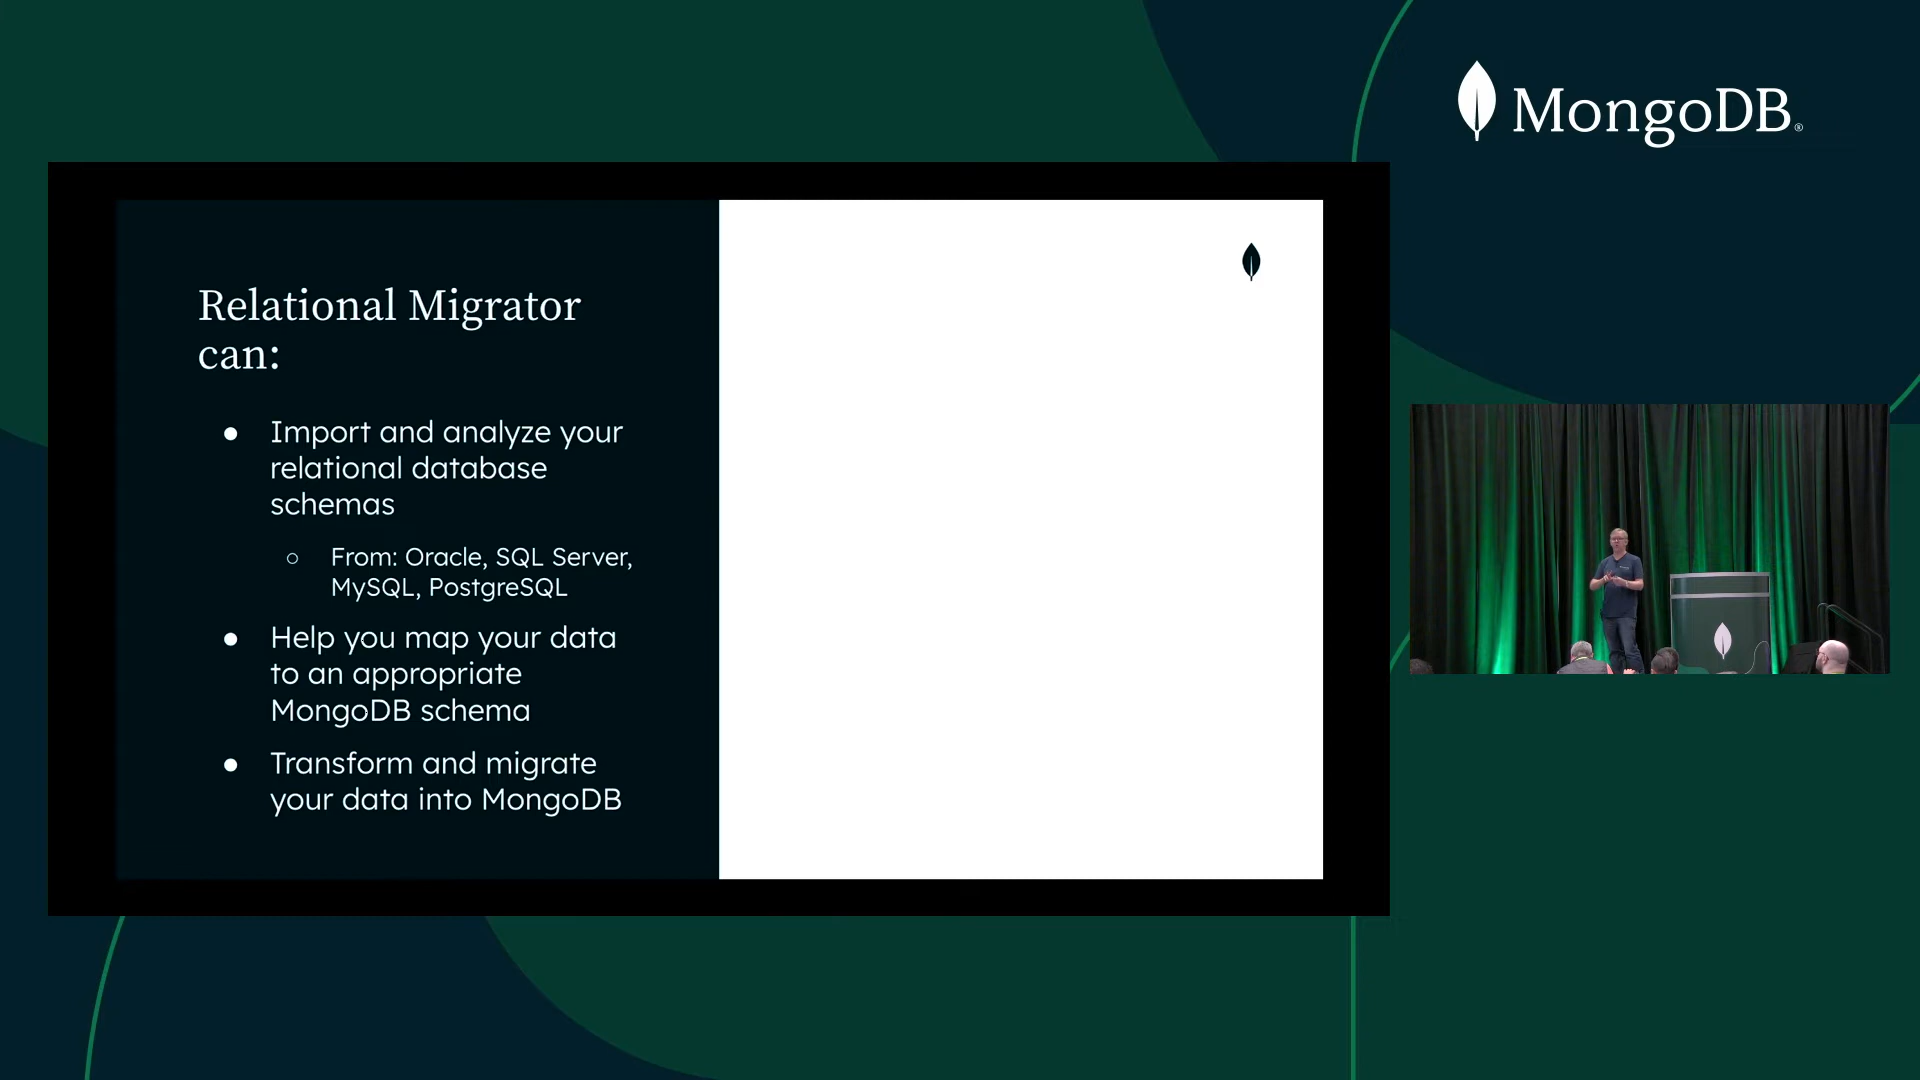 MongoDB®
Relational Migrator
can:
● Import and analyze your
relational database
schemas
○ From: Oracle, SQL Server,
MySQL, PostgreSQL
● Help you map your data
to an appropriate
MongoDB schema
● Transform and migrate
your data into MongoDB